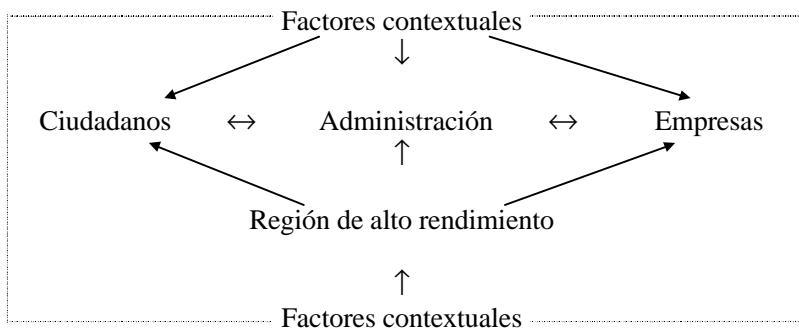 Factores contextuales
↓
Ciudadanos ↔ Administración ↔ Empresas
↑
Región de alto rendimiento
↑
Factores contextuales